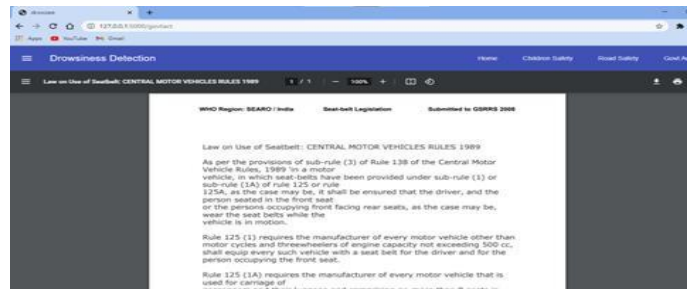 drowsee
127.0.0.1:5000/govtact
Apps YouTube Gmail
Drowsiness Detection
Home Children Safety Road Safety Govt A
Law on Use of Seatbelt: CENTRAL MOTOR VEHICLES RULES 1989 1 / 1 100%
WHO Region: SEARO / India Seat-belt Legislation Submitted to GSRRS 2008
Law on Use of Seatbelt: CENTRAL MOTOR VEHICLES RULES 1989
As per the provisions of sub-rule (3) of Rule 138 of the Central Motor
Vehicle Rules, 1989 'in a motor
vehicle, in which seat-belts have been provided under sub-rule (1) or
sub-rule (1A) of rule 125 or rule
125A, as the case may be, it shall be ensured that the driver, and the
person seated in the front seat
or the persons occupying front facing rear seats, as the case may be,
wear the seat belts while the
vehicle is in motion.
Rule 125 (1) requires the manufacturer of every motor vehicle other than
motor cycles and threewheelers of engine capacity not exceeding 500 cc,
shall equip every such vehicle with a seat belt for the driver and for the
person occupying the front seat.
Rule 125 (1A) requires the manufacturer of every motor vehicle that is
used for carriage of